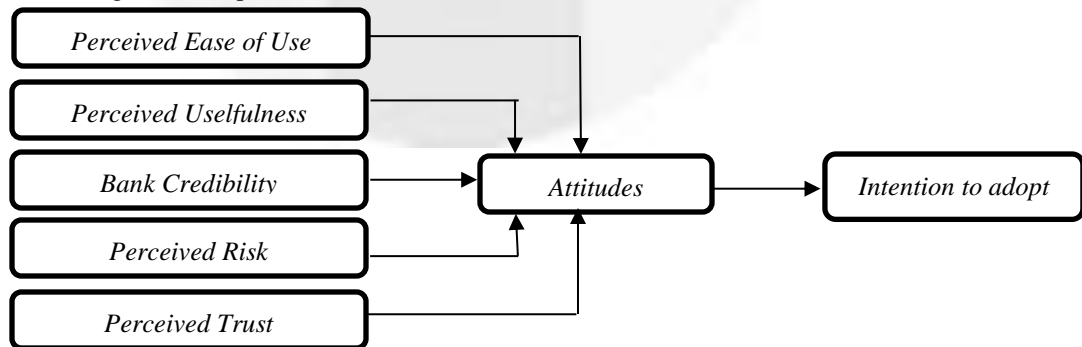 Perceived Ease of Use
Perceived Uselfulness
Bank Credibility
Attitudes
Intention to adopt
Perceived Risk
Perceived Trust